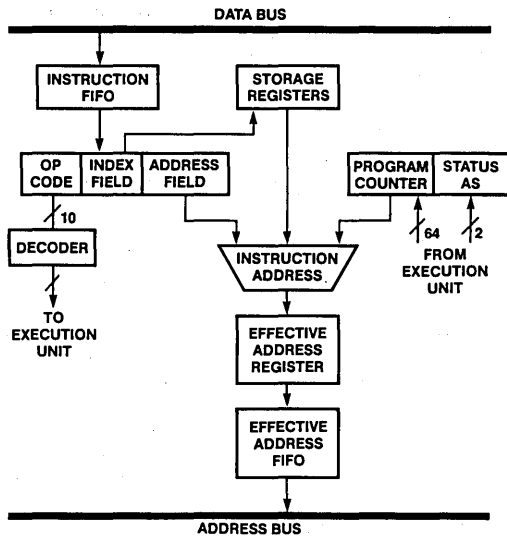 DATA BUS
INSTRUCTION
FIFO
STORAGE
REGISTERS
OP
CODE
INDEX
FIELD
ADDRESS
FIELD
PROGRAM
COUNTER
STATUS
AS
10
DECODER
TO
EXECUTION
UNIT
INSTRUCTION
ADDRESS
64
2
FROM
EXECUTION
UNIT
EFFECTIVE
ADDRESS
REGISTER
EFFECTIVE
ADDRESS
FIFO
ADDRESS BUS